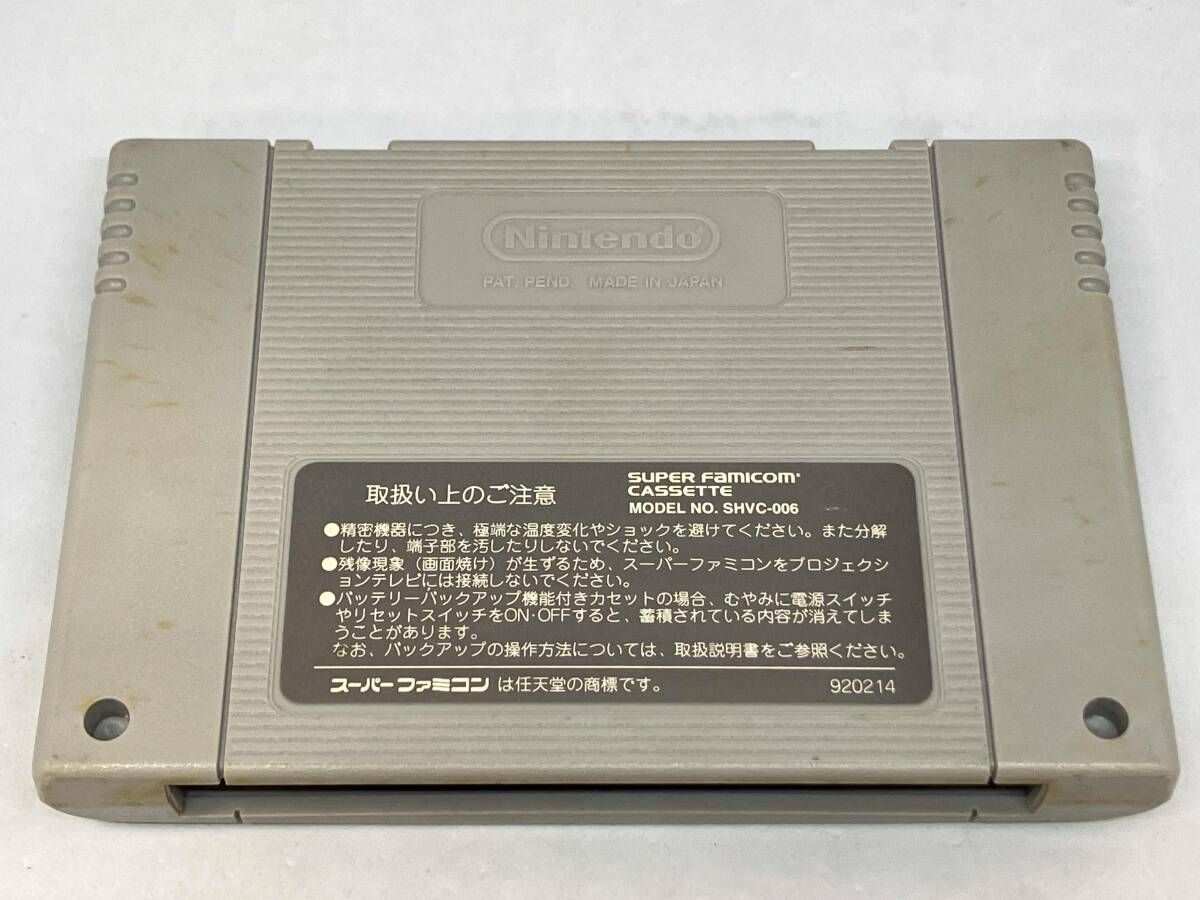 Nintendo
PAT. PEND. MADE IN JAPAN
取扱い上のご注意
SUPER FAMICOM
CASSETTE
MODEL NO. SHVC-006
●精密機器につき、極端な温度変化やショックを避けてください。また分解
したり、端子部を汚したりしないでください。
●残像現象（画面焼け）が生ずるため、スーパーファミコンをプロジェクシ
ョンテレビには接続しないでください。
●バッテリーバックアップ機能付きカセットの場合、むやみに電源スイッチ
やリセットスイッチをON・OFFすると、蓄積されている内容が消えてしま
うことがあります。
なお、バックアップの操作方法については、取扱説明書をご参照ください。
スーパーファミコンは任天堂の商標です。 920214